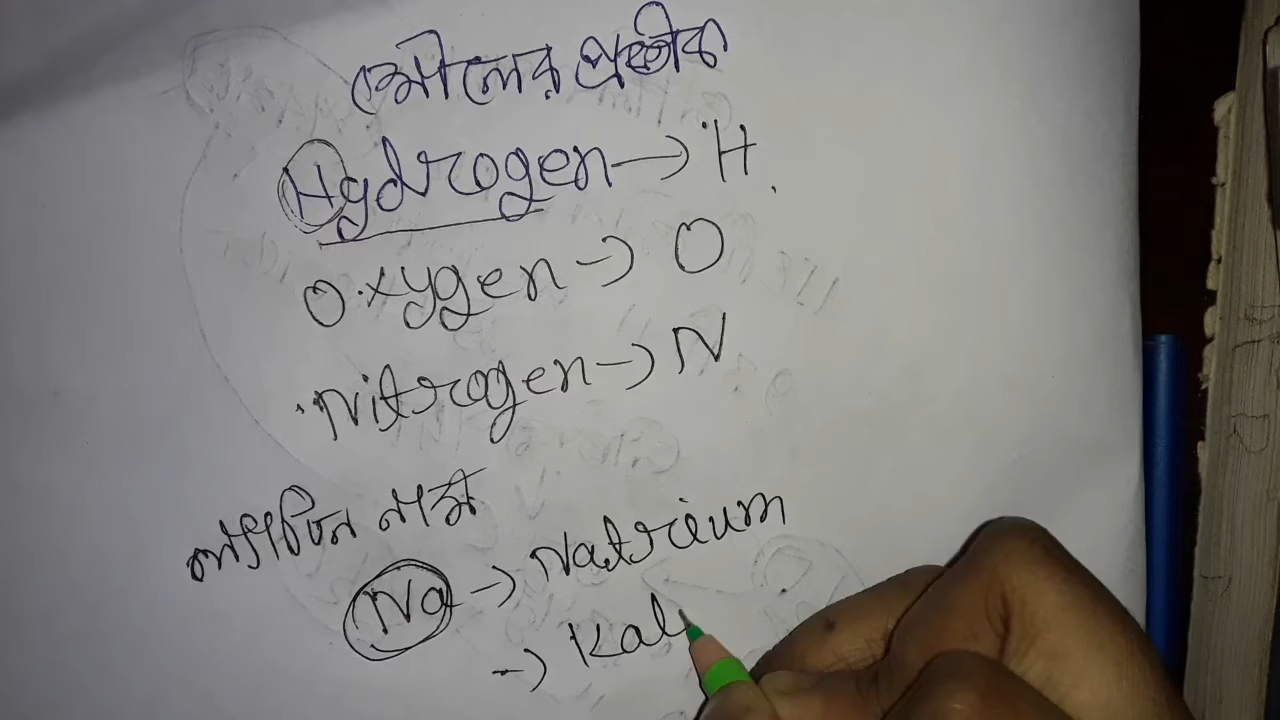 মৌলের প্রতীক
Hydrogen → H
Oxygen → O
Nitrogen → N
ল্যাটিন নাম
Na → Natrium
→ Kal